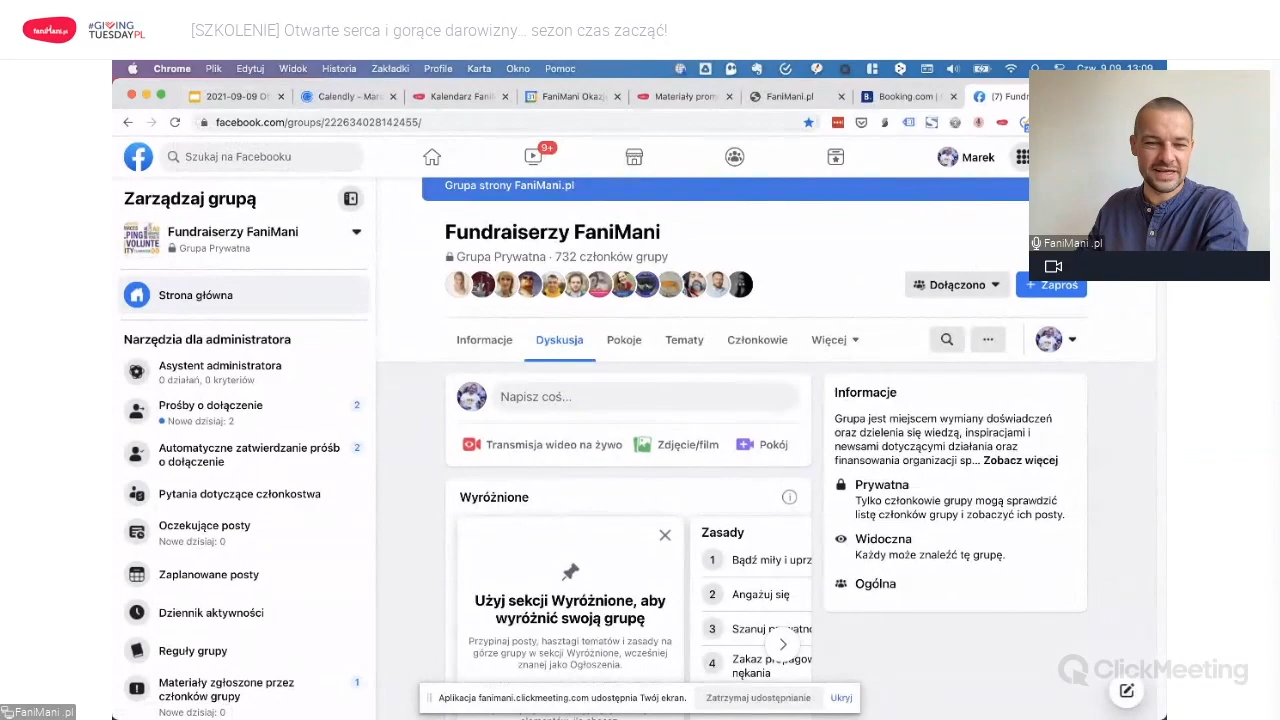 faniMani.pl
#GIVING
TUESDAYPL
[SZKOLENIE] Otwarte serca i gorące darowizny... sezon czas zacząć!
Chrome Plik Edytuj Widok Historia Zakładki Profile Karta Okno Pomoc
Czw. 9.09 13:09
2021-09-09
Calendly - Mar
Kalendarz Fani
FaniMani Okaz
Materiały prom
FaniMani.pl
Booking.com |
(7) Fundr
facebook.com/groups/222634028142455/
Szukaj na Facebooku
9+
Marek
FaniMani .pl
Zarządzaj grupą
Fundraiserzy FaniMani
Grupa Prywatna
Strona główna
Narzędzia dla administratora
Asystent administratora
0 działań, 0 kryteriów
Prośby o dołączenie
2
Nowe dzisiaj: 2
Automatyczne zatwierdzanie próśb
o dołączenie
2
Pytania dotyczące członkostwa
Oczekujące posty
Nowe dzisiaj: 0
Zaplanowane posty
Dziennik aktywności
Reguły grupy
Materiały zgłoszone przez
członków grupy
1
Nowe dzisiaj: 0
Grupa strony FaniMani.pl
Fundraiserzy FaniMani
Grupa Prywatna · 732 członków grupy
Dołączono
+ Zaproś
Informacje Dyskusja Pokoje Tematy Członkowie Więcej
Napisz coś...
Transmisja wideo na żywo Zdjęcie/film Pokój
Wyróżnione
Użyj sekcji Wyróżnione, aby
wyróżnić swoją grupę
Przypinaj posty, hasztagi tematów i zasady na
górze grupy w sekcji Wyróżnione, wcześniej
znanej jako Ogłoszenia.
Zasady
1 Bądź miły i uprz
2 Angażuj się
3 Szanuj
4 Zakaz
nękania
Informacje
Grupa jest miejscem wymiany doświadczeń
oraz dzielenia się wiedzą, inspiracjami i
newsami dotyczącymi działania oraz
finansowania organizacji sp... Zobacz więcej
Prywatna
Tylko członkowie grupy mogą sprawdzić
listę członków grupy i zobaczyć ich posty.
Widoczna
Każdy może znaleźć tę grupę.
Ogólna
Aplikacja fanimani.clickmeeting.com udostępnia Twój ekran.
Zatrzymaj udostępnianie
Ukryj
ClickMeeting
FaniMani .pl